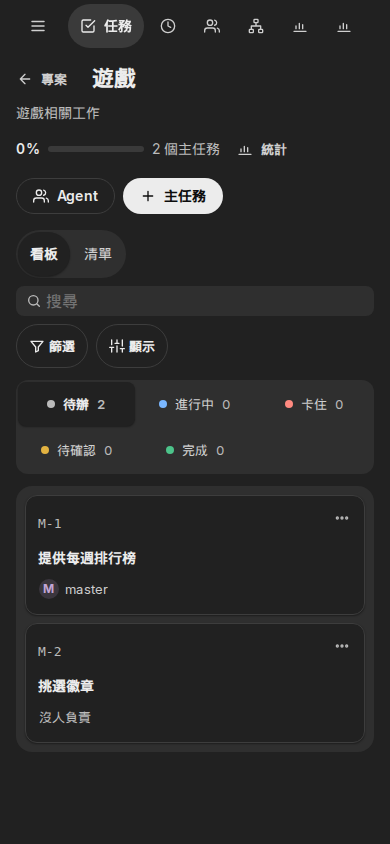 任務
專案 遊戲
遊戲相關工作
0% 2 個主任務 統計
Agent 主任務
看板 清單
搜尋
篩選 顯示
待辦 2 進行中 0 卡住 0
待確認 0 完成 0
M-1
提供每週排行榜
M master
M-2
挑選徽章
沒人負責